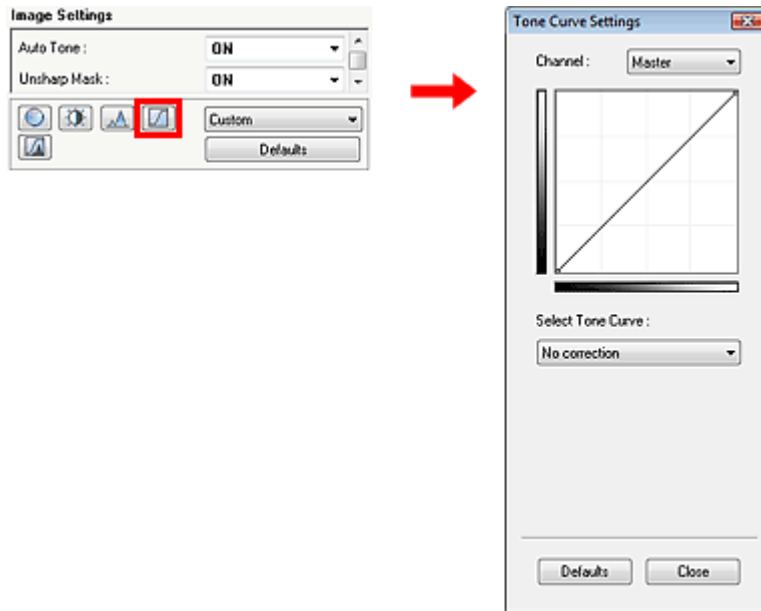 Image Settings
Auto Tone :
ON
Unsharp Mask :
ON
Custom
Defaults
Tone Curve Settings
Channel :
Master
Select Tone Curve :
No correction
Defaults
Close